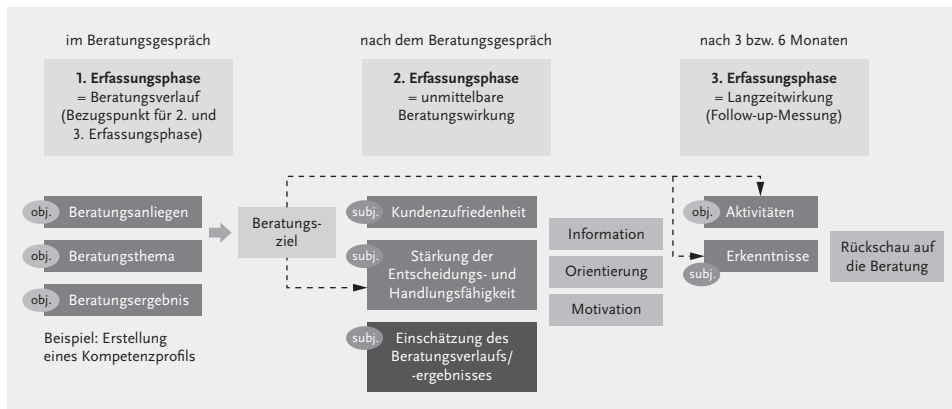 im Beratungsgespräch
nach dem Beratungsgespräch
nach 3 bzw. 6 Monaten
1. Erfassungsphase
= Beratungsverlauf
(Bezugspunkt für 2. und
3. Erfassungsphase)
2. Erfassungsphase
= unmittelbare
Beratungswirkung
3. Erfassungsphase
= Langzeitwirkung
(Follow-up-Messung)
obj. Beratungsanliegen
obj. Beratungsthema
obj. Beratungsergebnis
Beispiel: Erstellung
eines Kompetenzprofils
Beratungs-
ziel
subj. Kundenzufriedenheit
subj. Stärkung der
Entscheidungs- und
Handlungsfähigkeit
subj. Einschätzung des
Beratungsverlaufs/
-ergebnisses
Information
Orientierung
Motivation
obj. Aktivitäten
Erkenntnisse
subj.
Rückschau auf
die Beratung